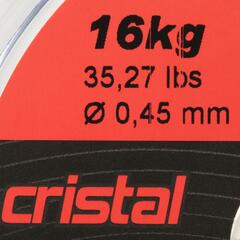 16kg
35,27 lbs
Ø 0,45 mm
cristal